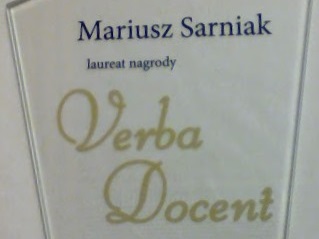 Mariusz Sarniak
laureat nagrody
Verba
Docent